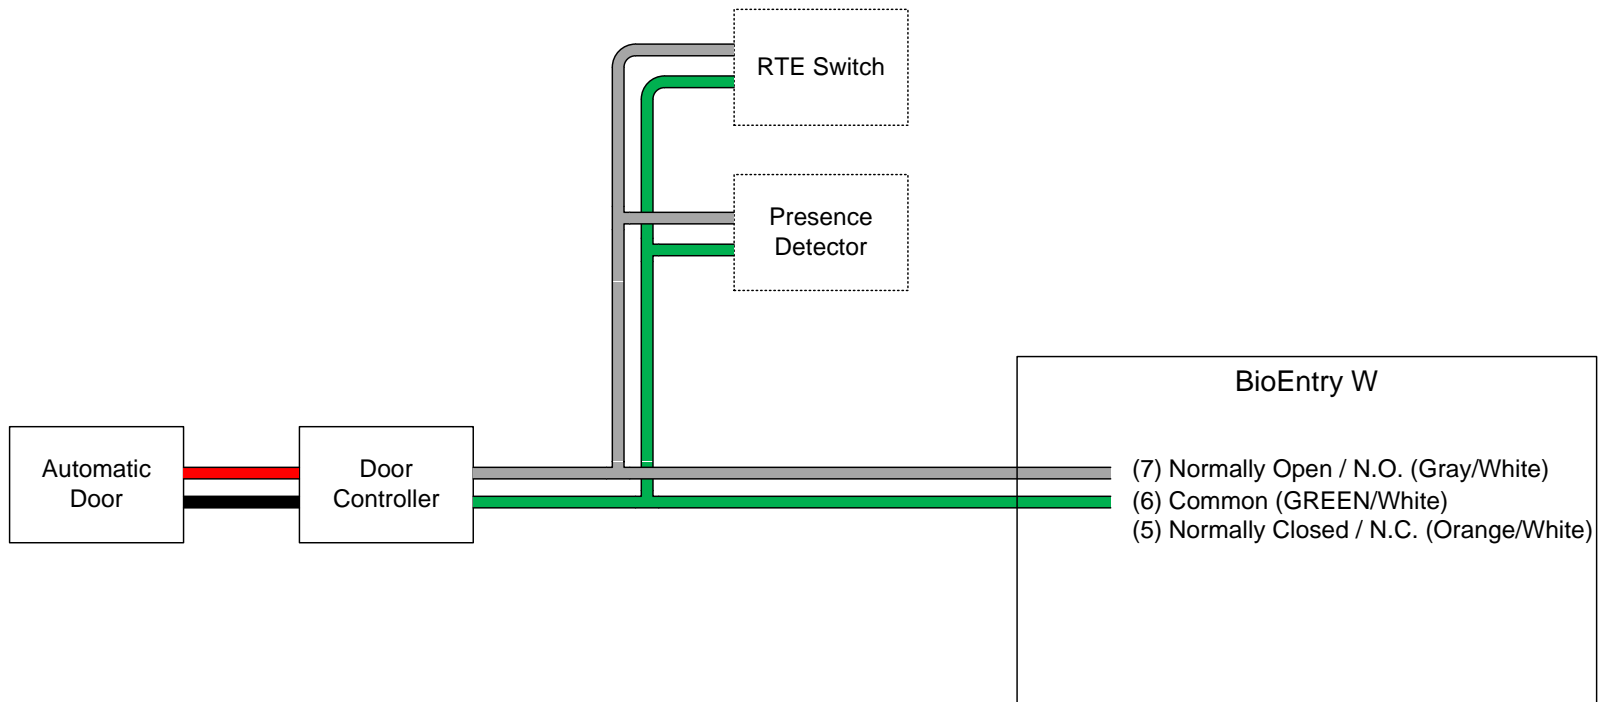 RTE Switch
Presence
Detector
BioEntry W
Automatic
Door
Door
Controller
(7) Normally Open / N.O. (Gray/White)
(6) Common (GREEN/White)
(5) Normally Closed / N.C. (Orange/White)